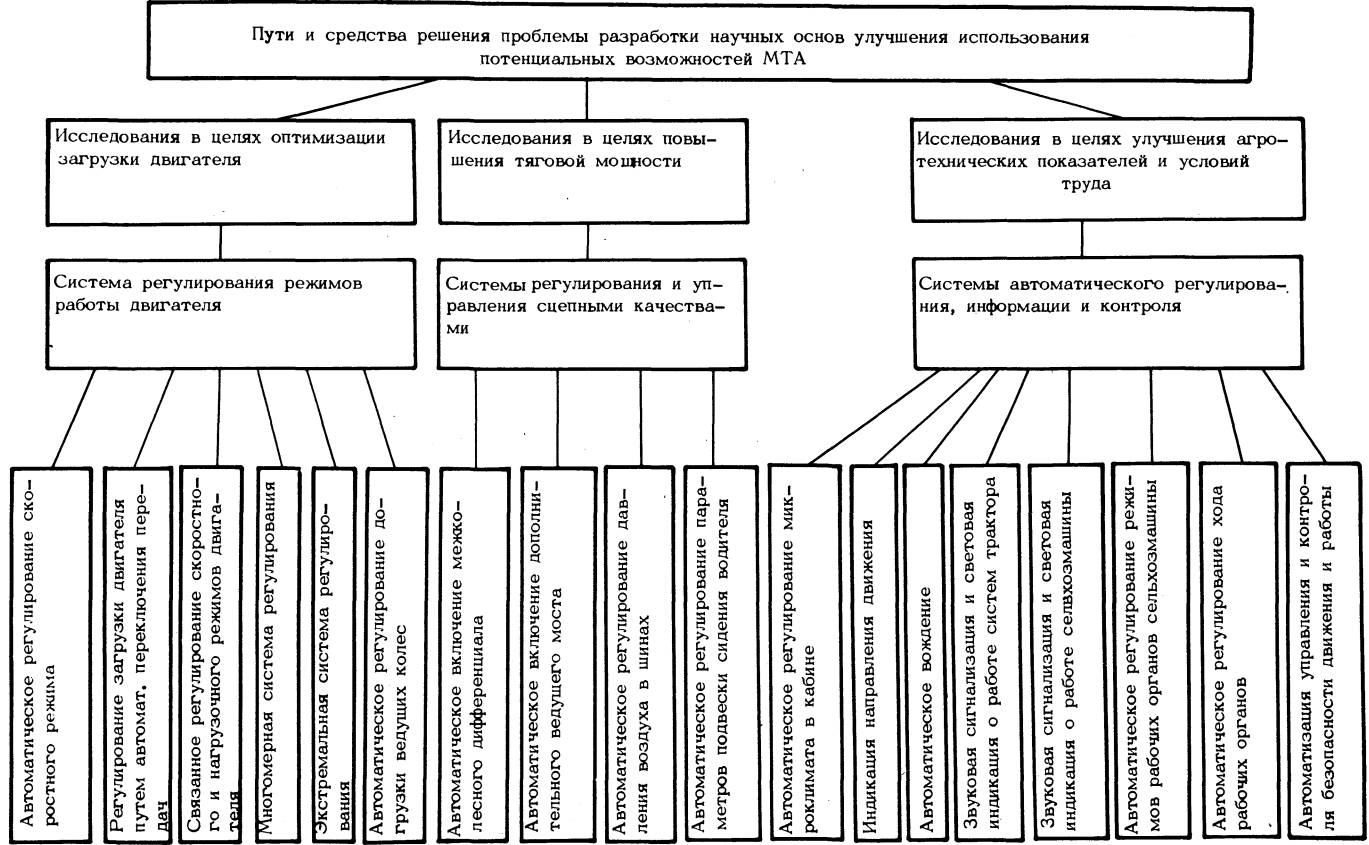 Пути и средства решения проблемы разработки научных основ улучшения использования
потенциальных возможностей МТА
Исследования в целях оптимизации
загрузки двигателя
Исследования в целях повы-
шения тяговой мощности
Исследования в целях улучшения агро-
технических показателей и условий
труда
Система регулирования режимов
работы двигателя
Системы регулирования и уп-
равления сцепными качества-
ми
Системы автоматического регулирова-
ния, информации и контроля
Автоматическое регулирование ско-
ростного режима
Регулирование загрузки двигателя
путем автомат. переключения пере-
дач
Связанное регулирование скоростно-
го и нагрузочного режимов двига-
теля
Многомерная система регулирования
Экстремальная система регулиро-
вания
Автоматическое регулирование до-
грузки ведущих колес
Автоматическое включение межко-
лесного дифференциала
Автоматическое включение дополни-
тельного ведущего моста
Автоматическое регулирование дав-
ления воздуха в шинах
Автоматическое регулирование пара-
метров подвески сидения водителя
Автоматическое регулирование мик-
роклимата в кабине
Индикация направления движения
Автоматическое вождение
Звуковая сигнализация и световая
индикация о работе систем трактора
Звуковая сигнализация и световая
индикация о работе селвхозмашины
Автоматическое регулирование режи-
мов рабочих органов сельхозмашины
Автоматическое регулирование хода
рабочих органов
Автоматизация управления и контро-
ля безопасности движения и работы